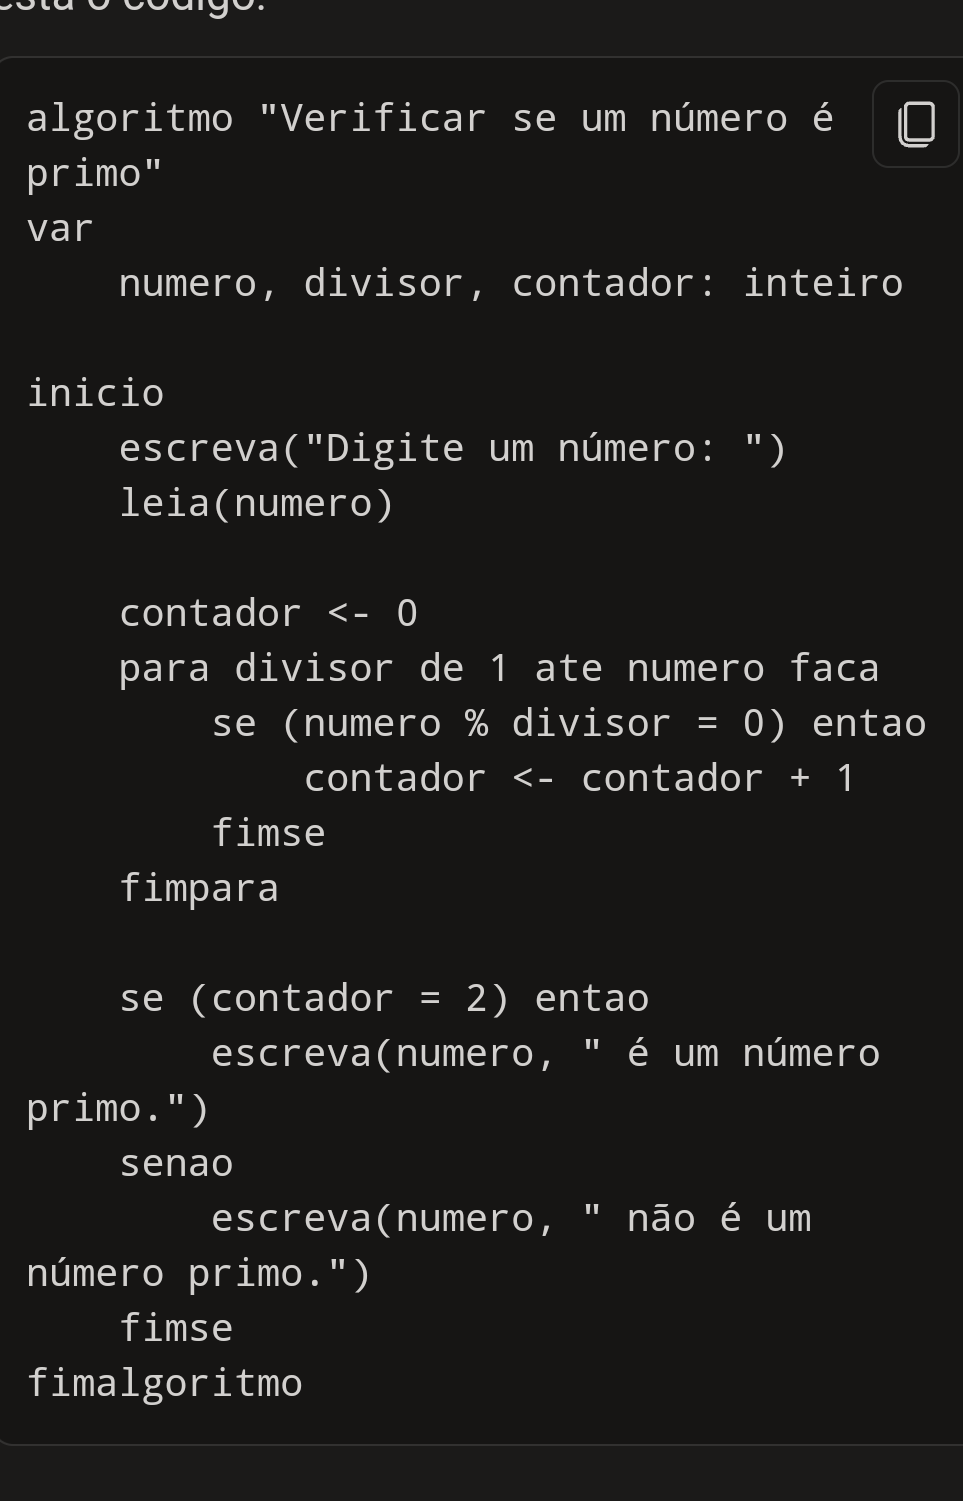 esta o código:
algoritmo "Verificar se um número é
primo"
var
    numero, divisor, contador: inteiro

inicio
    escreva("Digite um número: ")
    leia(numero)

    contador <- 0
    para divisor de 1 ate numero faca
        se (numero % divisor = 0) entao
            contador <- contador + 1
        fimse
    fimpara

    se (contador = 2) entao
        escreva(numero, " é um número
primo.")
    senao
        escreva(numero, " não é um
número primo.")
    fimse
fimalgoritmo